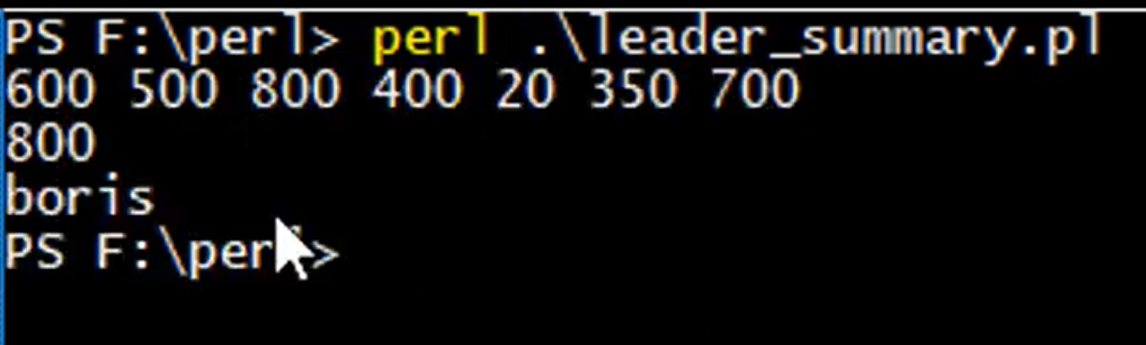 PS F:\perl> perl .\leader_summary.pl
600 500 800 400 20 350 700
800
boris
PS F:\perl>